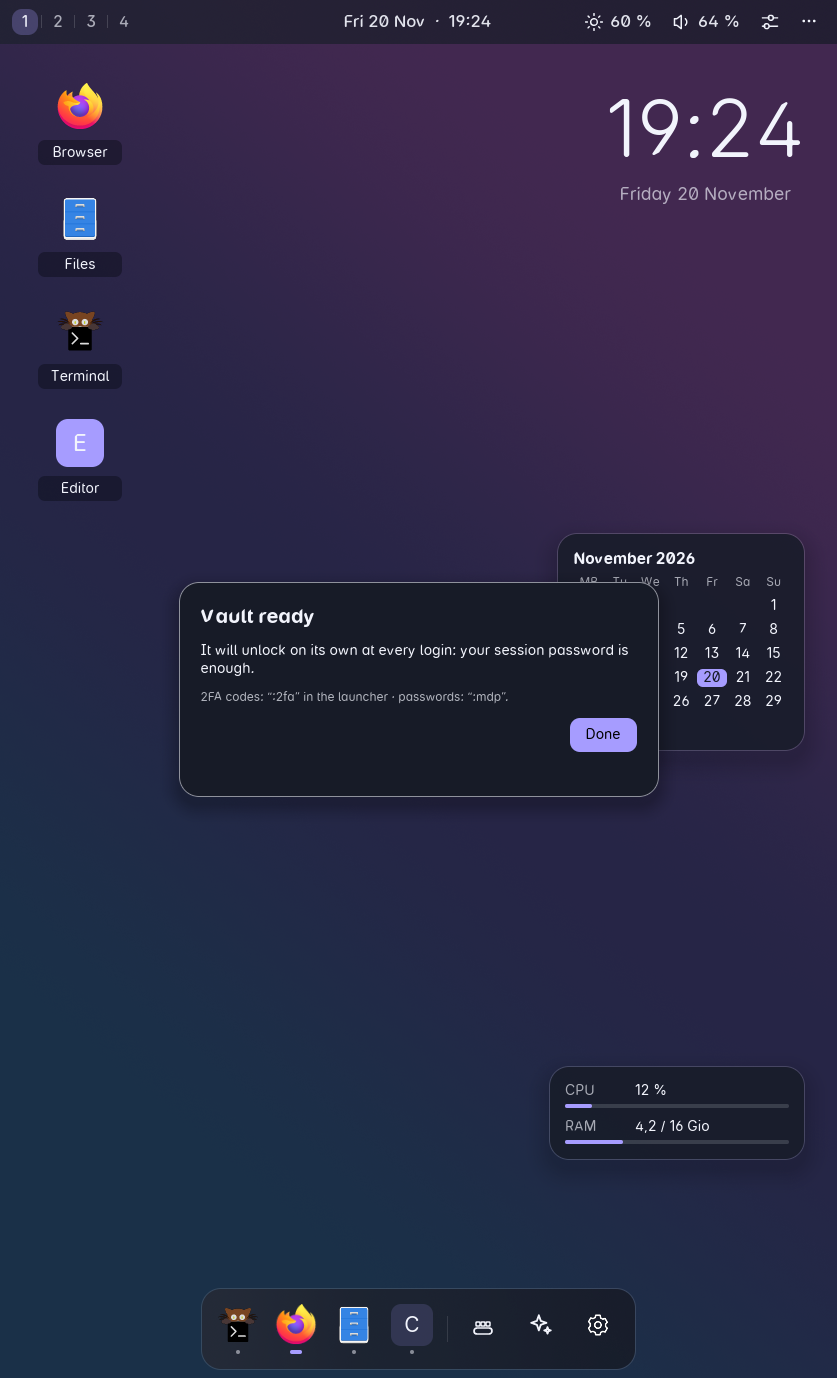 1 2 3 4 Fri 20 Nov · 19:24 60 % 64 %
19:24
Friday 20 November
Browser
Files
Terminal
E
Editor
November 2026
Tu We Th Fr Sa Su
1
5 6 7 8
12 13 14 15
19 20 21 22
26 27 28 29
Vault ready
It will unlock on its own at every login: your session password is
enough.
2FA codes: “:2fa” in the launcher · passwords: “:mdp”.
Done
CPU 12 %
RAM 4,2 / 16 Gio
C